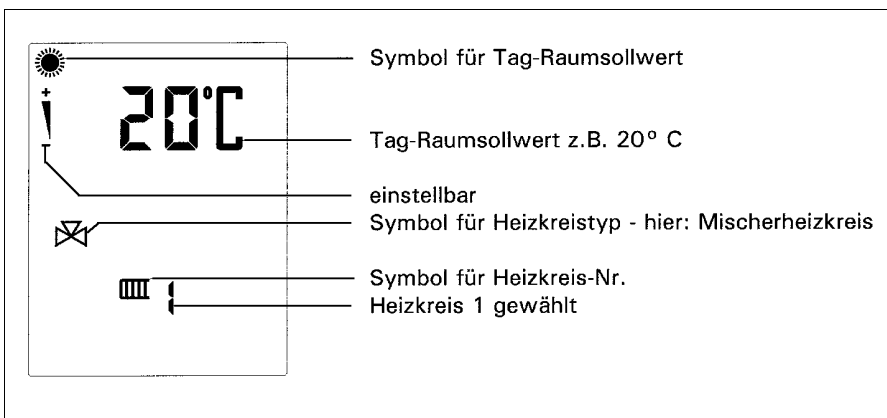 Symbol für Tag-Raumsollwert
+
20°C
Tag-Raumsollwert z.B. 20° C
einstellbar
Symbol für Heizkreistyp - hier: Mischerheizkreis
Symbol für Heizkreis-Nr.
1
Heizkreis 1 gewählt